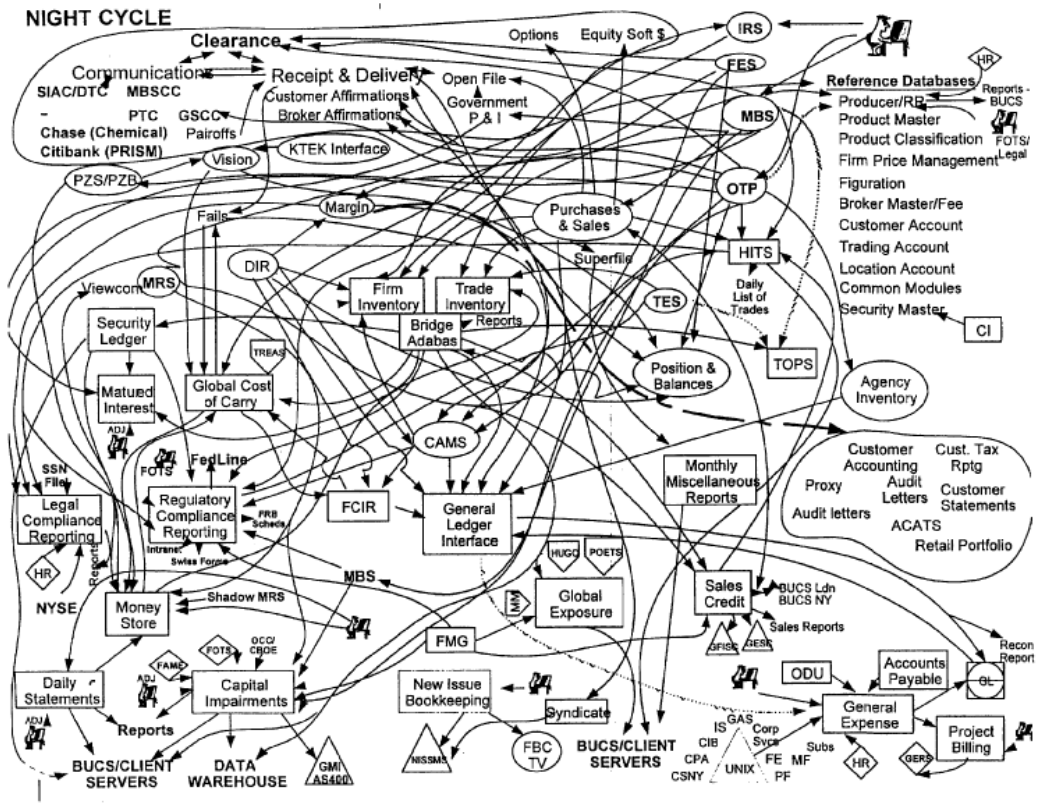 NIGHT CYCLE
Clearance
Communications
SIAC/DTC MBSCC
PTC GSCC
Chase (Chemical)
Pairoffs
Citibank (PRISM)
Receipt & Delivery
Customer Affirmations
Broker Affirmations
KTEK Interface
Vision
PZS/PZB
Options
Equity Soft $
Open File
Government
P & I
IRS
FES
MBS
OTP
HR
Reference Databases
Producer/RR
Product Master
Product Classification
Firm Price Management
Figuration
Broker Master/Fee
Customer Account
Trading Account
Location Account
Common Modules
Security Master
Reports -
BUCS
FOTS/
Legal
CI
Fails
Margin
Purchases
& Sales
Superfile
HITS
Daily
List of
Trades
TES
TOPS
Viewcom
MRS
DIR
Firm
Inventory
Trade
Inventory
Bridge
Adabas
Reports
Security
Ledger
TREAS
Matured
Interest
Global Cost
of Carry
Position &
Balances
Agency
Inventory
ADJ
FOTS
FedLine
CAMS
SSN
File
Legal
Compliance
Reporting
Regulatory
Compliance
Reporting
FRB
Scheds
Intranet
Swiss Forms
FCIR
General
Ledger
Interface
Monthly
Miscellaneous
Reports
Customer
Accounting
Audit
Letters
Cust. Tax
Rptg
Proxy
Customer
Statements
Audit letters
ACATS
Retail Portfolio
HR
Reports
NYSE
Money
Store
Shadow MRS
MBS
HUGO
POETS
MM
Global
Exposure
FMG
Sales
Credit
BUCS Ldn
BUCS NY
Sales Reports
GFISC
GESC
Recon
Report
GL
Daily
Statements
ADJ
ADJ
FAME
FOTS
OCC/
CBOE
Capital
Impairments
Reports
BUCS/CLIENT
SERVERS
DATA
WAREHOUSE
GMI
AS400
New Issue
Bookkeeping
Syndicate
NISSMS
FBC
TV
BUCS/CLIENT
SERVERS
ODU
Accounts
Payable
General
Expense
Project
Billing
HR
GERS
IS
GAS
Corp
Svcs
CIB
CPA
CSNY
UNIX
FE
MF
PF
Subs